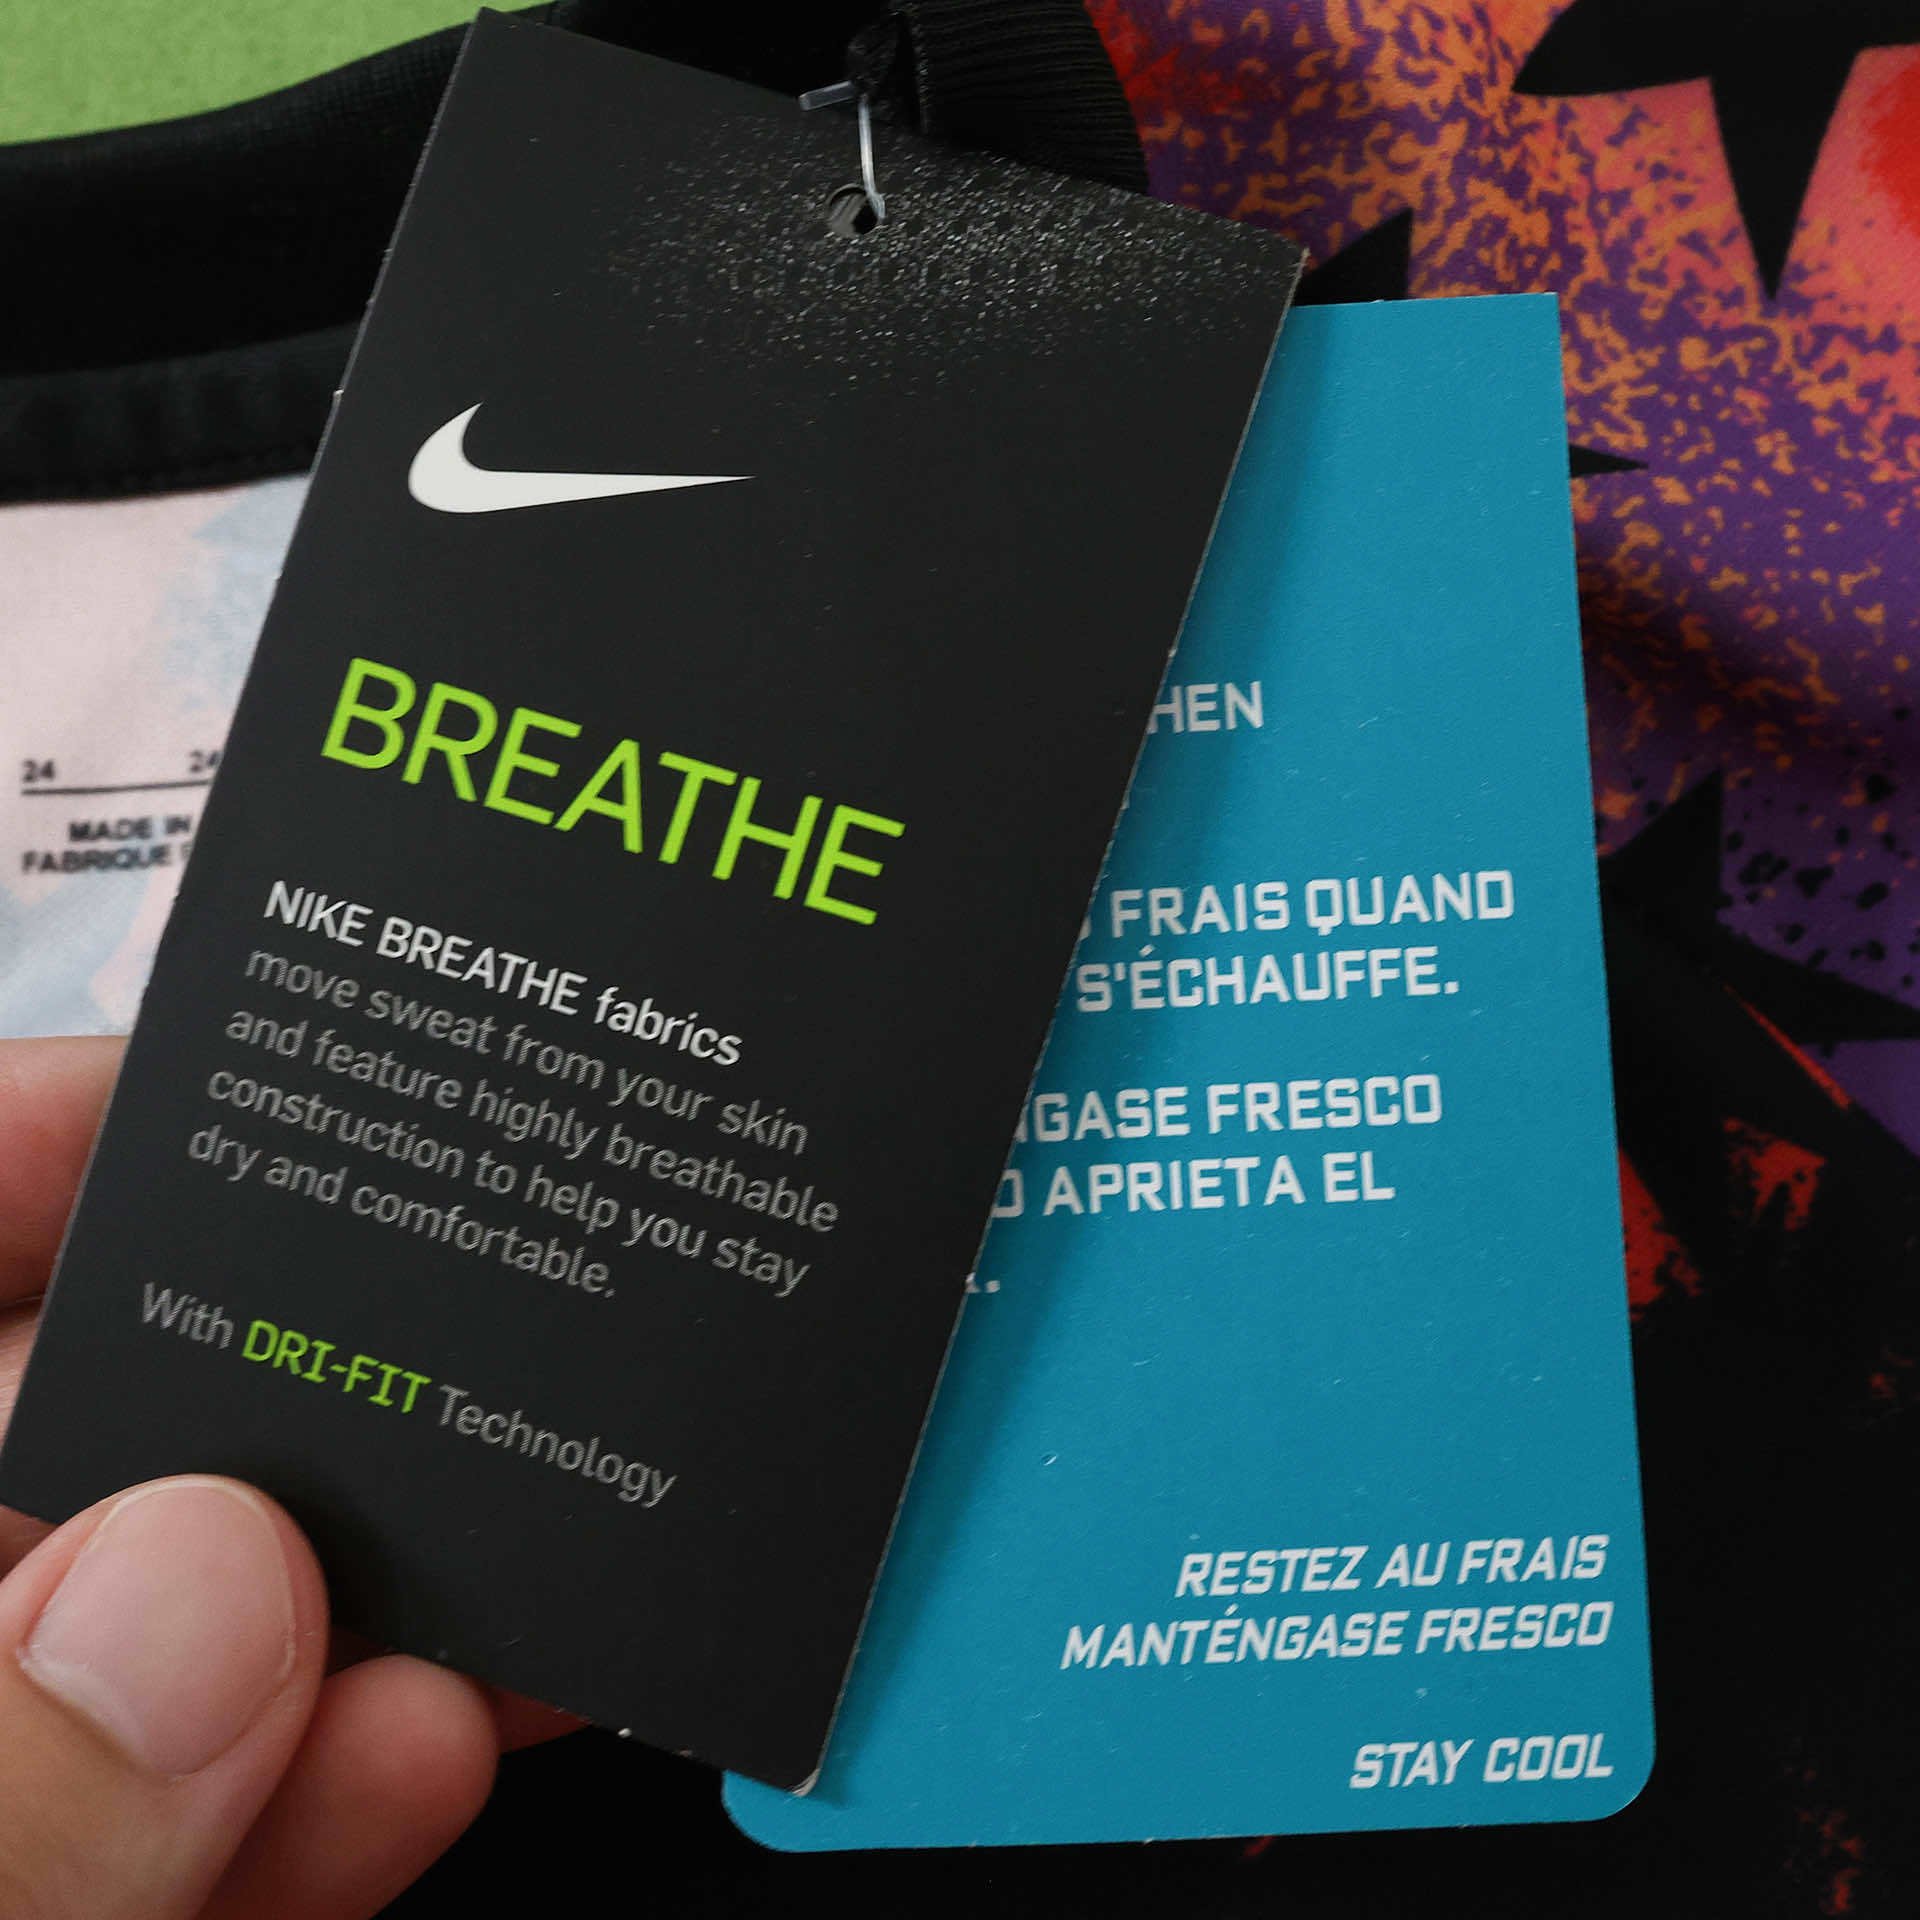 BREATHE
NIKE BREATHE fabrics
move sweat from your skin
and feature highly breathable
construction to help you stay
dry and comfortable.
With DRI-FIT Technology
FRAIS QUAND
S'ÉCHAUFFE.
FRESCO
APRIETA EL
RESTEZ AU FRAIS
MANTÉNGASE FRESCO
STAY COOL
24
MADE IN
FABRIQUE